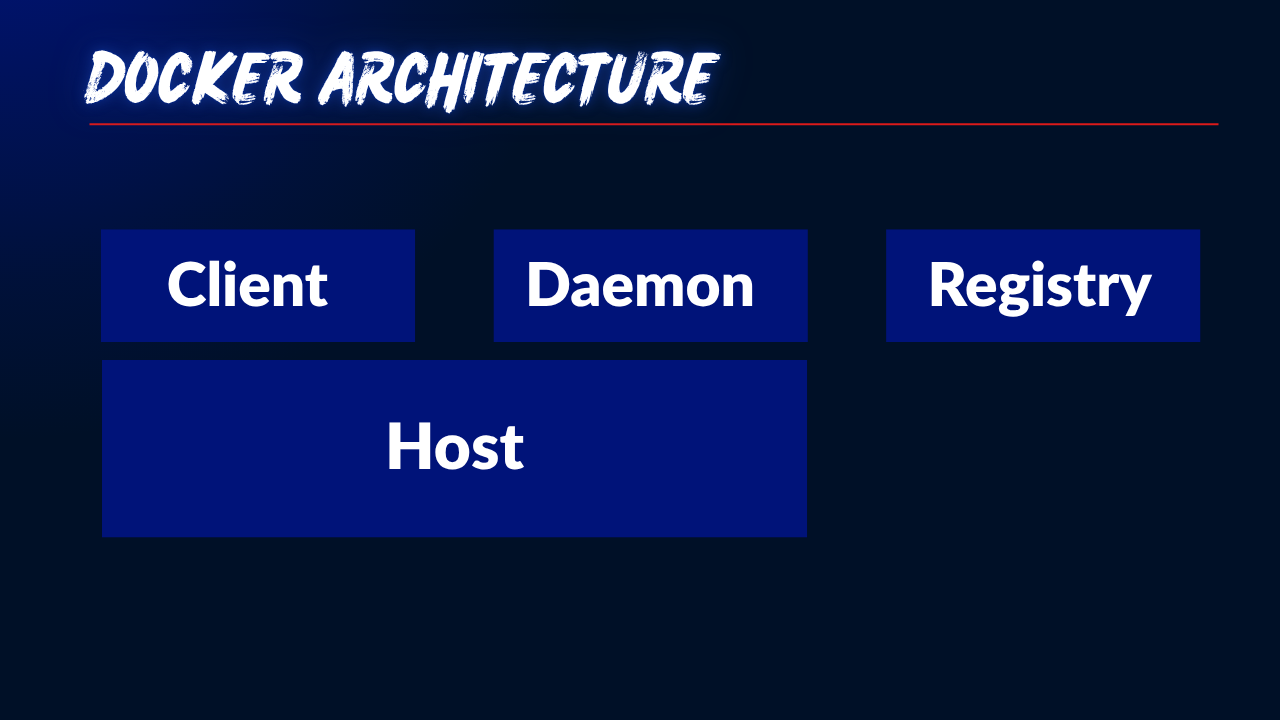 DOCKER ARCHITECTURE
Client
Daemon
Registry
Host